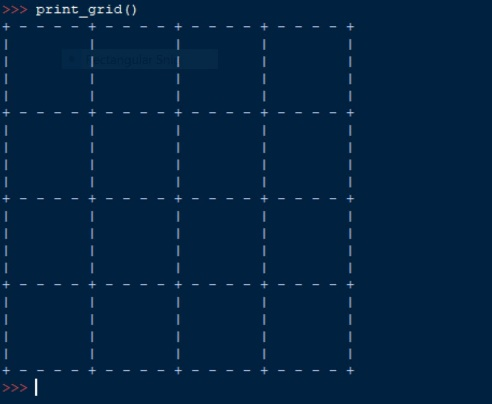 >>> print_grid()
+ - - - - + - - - - + - - - - + - - - - +
|         |         |         |         |
|         |         |         |         |
|         |         |         |         |
|         |         |         |         |
+ - - - - + - - - - + - - - - + - - - - +
|         |         |         |         |
|         |         |         |         |
|         |         |         |         |
|         |         |         |         |
+ - - - - + - - - - + - - - - + - - - - +
|         |         |         |         |
|         |         |         |         |
|         |         |         |         |
|         |         |         |         |
+ - - - - + - - - - + - - - - + - - - - +
|         |         |         |         |
|         |         |         |         |
|         |         |         |         |
|         |         |         |         |
+ - - - - + - - - - + - - - - + - - - - +
>>>